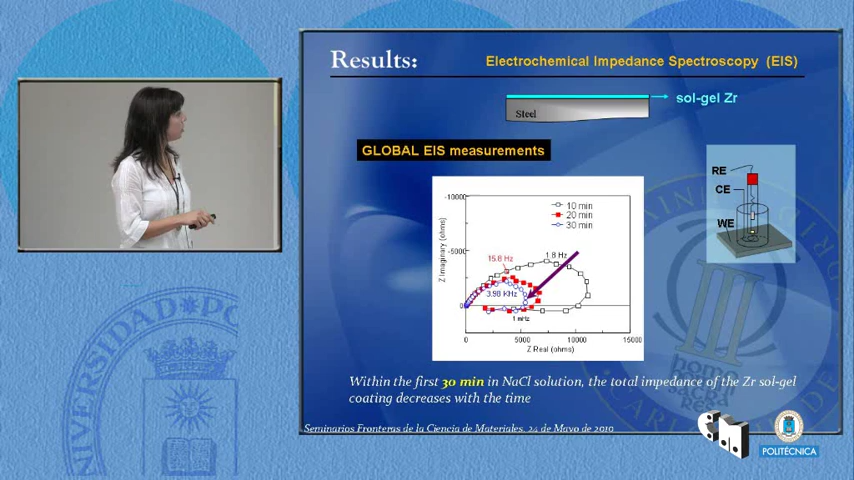 Results:
Electrochemical Impedance Spectroscopy (EIS)
sol-gel Zr
Steel
GLOBAL EIS measurements
RE
CE
WE
-10000
-5000
0
Z Imaginary (ohms)
10 min
20 min
30 min
15.8 Hz
1.8 Hz
3.98 KHz
1 mHz
0
5000
10000
15000
Z Real (ohms)
Within the first 30 min in NaCl solution, the total impedance of the Zr sol-gel
coating decreases with the time
Seminarios Fronteras de la Ciencia de Materiales, 24 de Mayo de 2010
POLITÉCNICA